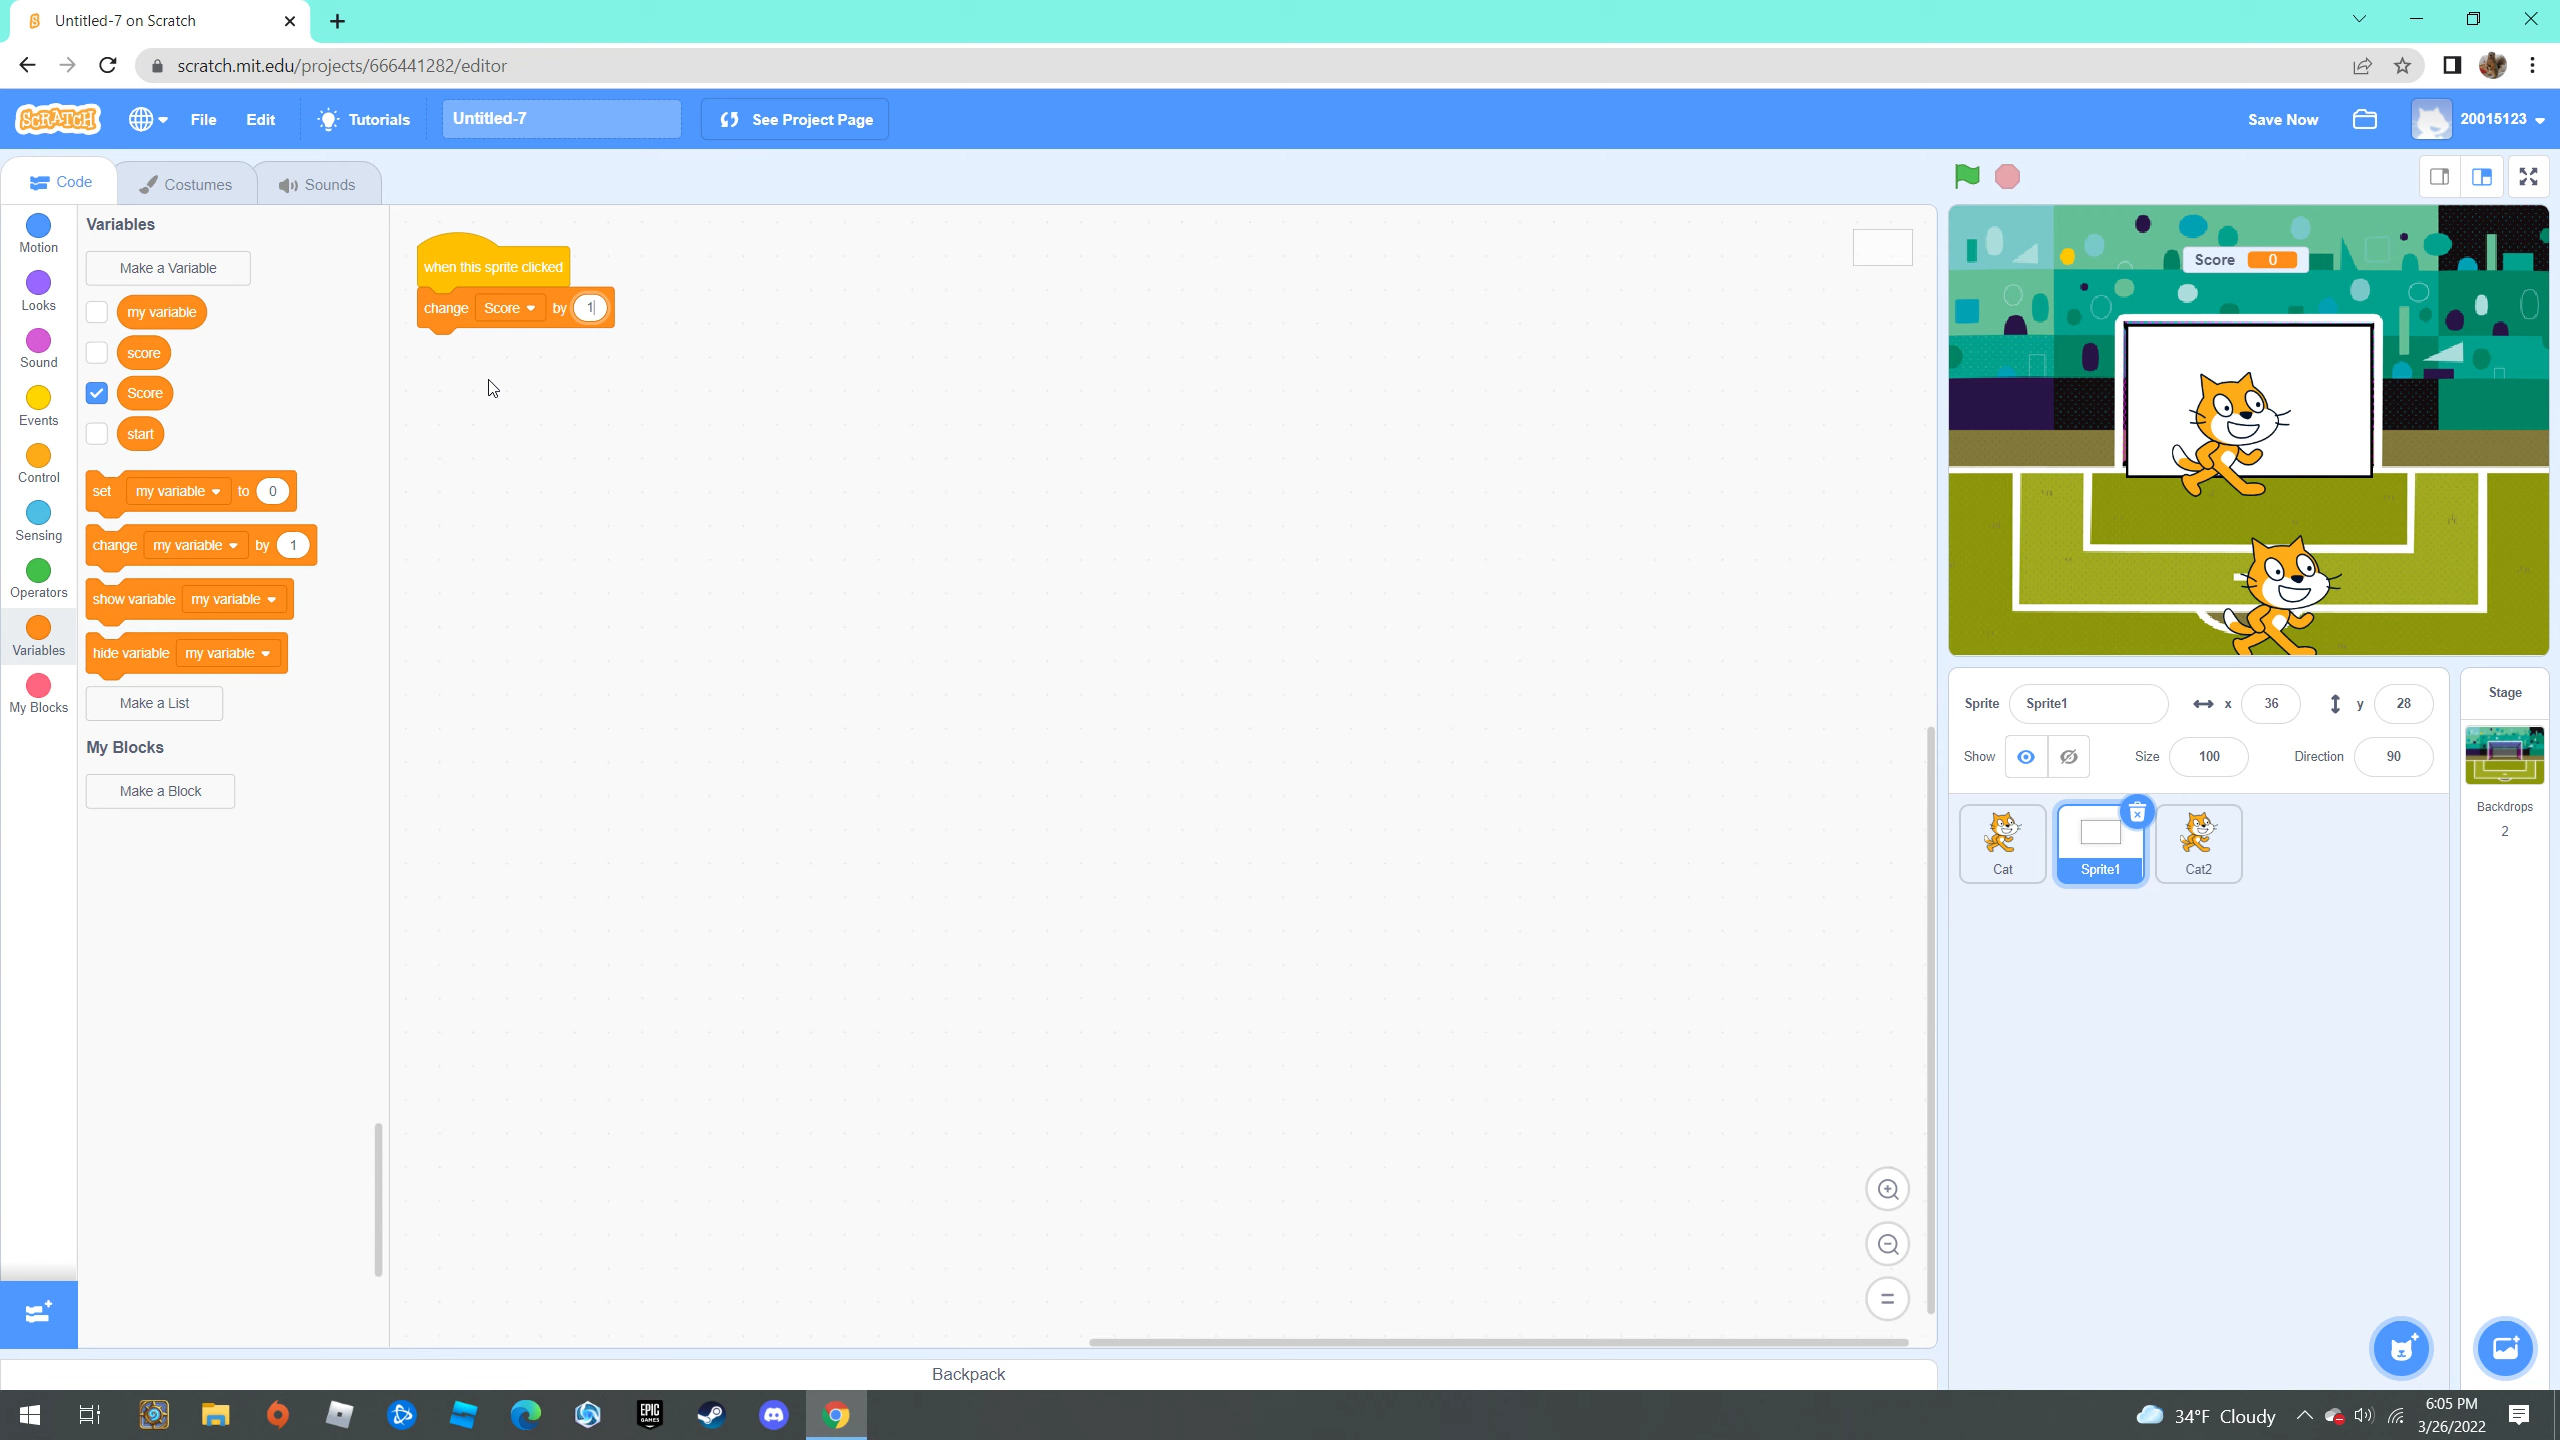 Untitled-7 on Scratch
scratch.mit.edu/projects/666441282/editor
SCRATCH
File
Edit
Tutorials
Untitled-7
See Project Page
Save Now
20015123
Code
Costumes
Sounds
Motion
Looks
Sound
Events
Control
Sensing
Operators
Variables
My Blocks
Variables
Make a Variable
my variable
score
Score
start
set my variable to 0
change my variable by 1
show variable my variable
hide variable my variable
Make a List
My Blocks
Make a Block
when this sprite clicked
change Score by 1
Score 0
Sprite Sprite1 x 36 y 28
Show Size 100 Direction 90
Cat
Sprite1
Cat2
Stage
Backdrops
2
Backpack
EPIC
GAMES
34°F Cloudy
6:05 PM
3/26/2022